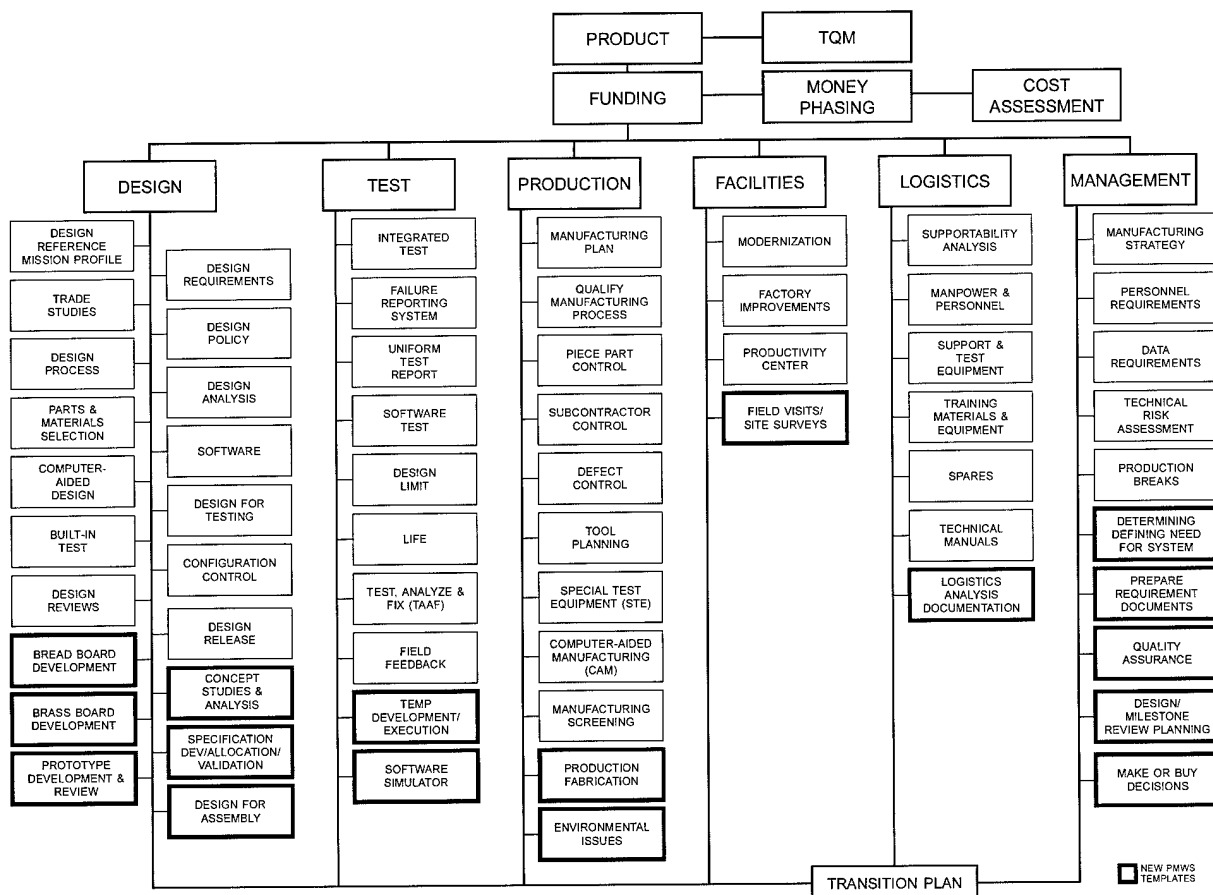 PRODUCT
TQM
FUNDING
MONEY
PHASING
COST
ASSESSMENT
DESIGN
TEST
PRODUCTION
FACILITIES
LOGISTICS
MANAGEMENT
DESIGN
REFERENCE
MISSION PROFILE
TRADE
STUDIES
DESIGN
PROCESS
PARTS &
MATERIALS
SELECTION
COMPUTER-
AIDED
DESIGN
BUILT-IN
TEST
DESIGN
REVIEWS
BREAD BOARD
DEVELOPMENT
BRASS BOARD
DEVELOPMENT
PROTOTYPE
DEVELOPMENT &
REVIEW
DESIGN
REQUIREMENTS
DESIGN
POLICY
DESIGN
ANALYSIS
SOFTWARE
DESIGN FOR
TESTING
CONFIGURATION
CONTROL
DESIGN
RELEASE
CONCEPT
STUDIES &
ANALYSIS
SPECIFICATION
DEV/ALLOCATION/
VALIDATION
DESIGN FOR
ASSEMBLY
INTEGRATED
TEST
FAILURE
REPORTING
SYSTEM
UNIFORM
TEST
REPORT
SOFTWARE
TEST
DESIGN
LIMIT
LIFE
TEST, ANALYZE &
FIX (TAAF)
FIELD
FEEDBACK
TEMP
DEVELOPMENT/
EXECUTION
SOFTWARE
SIMULATOR
MANUFACTURING
PLAN
QUALIFY
MANUFACTURING
PROCESS
PIECE PART
CONTROL
SUBCONTRACTOR
CONTROL
DEFECT
CONTROL
TOOL
PLANNING
SPECIAL TEST
EQUIPMENT (STE)
COMPUTER-AIDED
MANUFACTURING
(CAM)
MANUFACTURING
SCREENING
PRODUCTION
FABRICATION
ENVIRONMENTAL
ISSUES
MODERNIZATION
FACTORY
IMPROVEMENTS
PRODUCTIVITY
CENTER
FIELD VISITS/
SITE SURVEYS
SUPPORTABILITY
ANALYSIS
MANPOWER &
PERSONNEL
SUPPORT &
TEST
EQUIPMENT
TRAINING
MATERIALS &
EQUIPMENT
SPARES
TECHNICAL
MANUALS
LOGISTICS
ANALYSIS
DOCUMENTATION
MANUFACTURING
STRATEGY
PERSONNEL
REQUIREMENTS
DATA
REQUIREMENTS
TECHNICAL
RISK
ASSESSMENT
PRODUCTION
BREAKS
DETERMINING
DEFINING NEED
FOR SYSTEM
PREPARE
REQUIREMENT
DOCUMENTS
QUALITY
ASSURANCE
DESIGN/
MILESTONE
REVIEW PLANNING
MAKE OR BUY
DECISIONS
TRANSITION PLAN
NEW PMWS
TEMPLATES